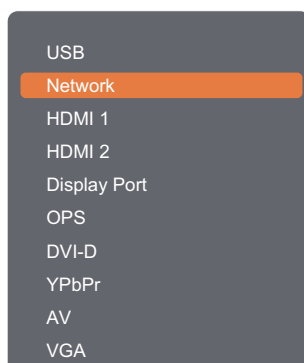 USB
Network
HDMI 1
HDMI 2
Display Port
OPS
DVI-D
YPbPr
AV
VGA